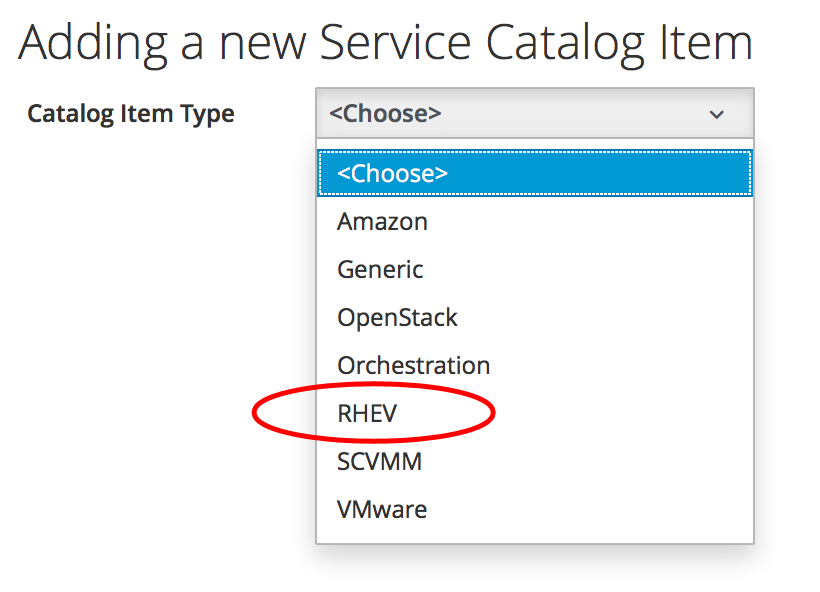 Adding a new Service Catalog Item
Catalog Item Type <Choose>
<Choose>
Amazon
Generic
OpenStack
Orchestration
RHEV
SCVMM
VMware